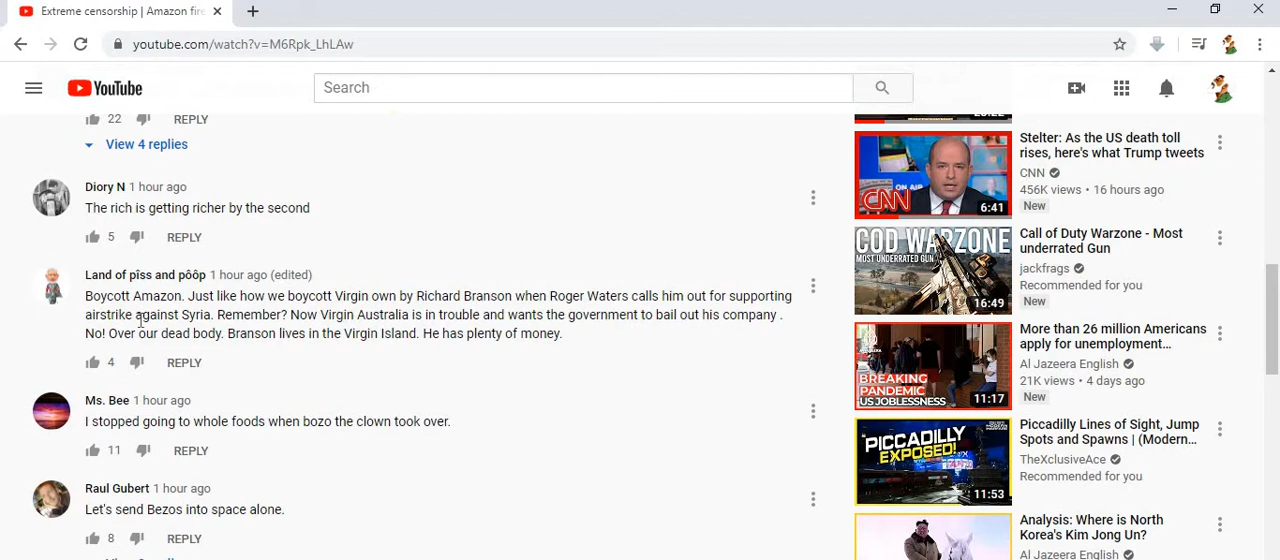 Extreme censorship | Amazon fire
youtube.com/watch?v=M6Rpk_LhLAw
YouTube
Search
22
REPLY
View 4 replies
Diory N 1 hour ago
The rich is getting richer by the second
5
REPLY
Land of pîss and pôôp 1 hour ago (edited)
Boycott Amazon. Just like how we boycott Virgin own by Richard Branson when Roger Waters calls him out for supporting
airstrike against Syria. Remember? Now Virgin Australia is in trouble and wants the government to bail out his company .
No! Over our dead body. Branson lives in the Virgin Island. He has plenty of money.
4
REPLY
Ms. Bee 1 hour ago
I stopped going to whole foods when bozo the clown took over.
11
REPLY
Raul Gubert 1 hour ago
Let's send Bezos into space alone.
8
REPLY
ON AIR
CNN
6:41
Stelter: As the US death toll
rises, here's what Trump tweets
CNN
456K views • 16 hours ago
New
COD WARZONE
MOST UNDERRATED GUN
16:49
Call of Duty Warzone - Most
underrated Gun
jackfrags
Recommended for you
New
BREAKING
PANDEMIC
US JOBLESSNESS
11:17
More than 26 million Americans
apply for unemployment...
Al Jazeera English
21K views • 4 days ago
New
PICCADILLY
EXPOSED!
11:53
Piccadilly Lines of Sight, Jump
Spots and Spawns | (Modern...
TheXclusiveAce
Recommended for you
Analysis: Where is North
Korea's Kim Jong Un?
Al Jazeera English